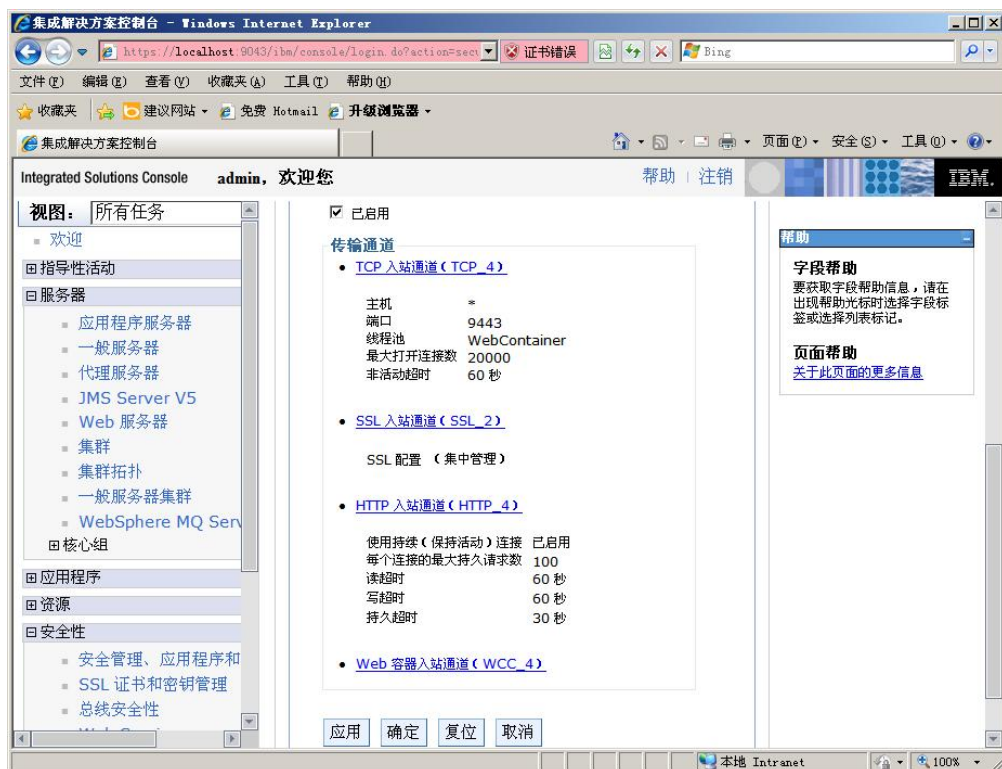 集成解决方案控制台 - Windows Internet Explorer
https://localhost:9043/ibm/console/login.do?action=secu
证书错误
Bing
文件(F) 编辑(E) 查看(V) 收藏夹(A) 工具(T) 帮助(H)
收藏夹 建议网站 免费 Hotmail 升级浏览器
集成解决方案控制台
页面(P) 安全(S) 工具(O)
Integrated Solutions Console admin，欢迎您 帮助 | 注销 IBM.
视图： 所有任务
欢迎
指导性活动
服务器
应用程序服务器
一般服务器
代理服务器
JMS Server V5
Web 服务器
集群
集群拓扑
一般服务器集群
WebSphere MQ Serv
核心组
应用程序
资源
安全性
安全管理、应用程序和
SSL 证书和密钥管理
总线安全性
已启用
传输通道
TCP 入站通道（TCP_4）
主机 *
端口 9443
线程池 WebContainer
最大打开连接数 20000
非活动超时 60 秒
SSL 入站通道（SSL_2）
SSL 配置 （集中管理）
HTTP 入站通道（HTTP_4）
使用持续（保持活动）连接 已启用
每个连接的最大持久请求数 100
读超时 60 秒
写超时 60 秒
持久超时 30 秒
Web 容器入站通道（WCC_4）
应用 确定 复位 取消
帮助
字段帮助
要获取字段帮助信息，请在
出现帮助光标时选择字段标
签或选择列表标记。
页面帮助
关于此页面的更多信息
本地 Intranet
100%